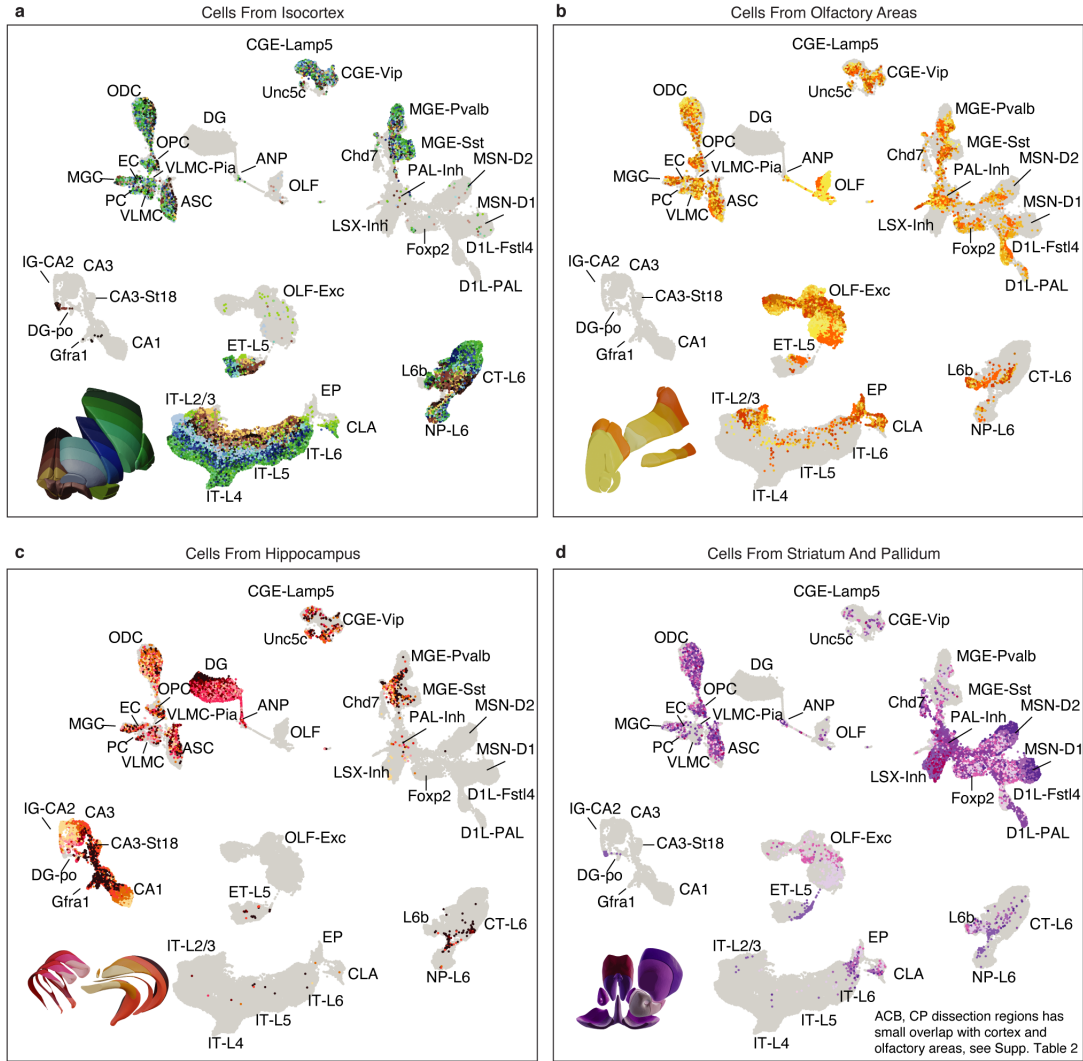 a Cells From Isocortex
CGE-Lamp5
CGE-Vip
Unc5c
ODC
DG
MGE-Pvalb
OPC
MGE-Sst
Chd7
MSN-D2
EC
VLMC-Pia
ANP
PAL-Inh
MGC
OLF
MSN-D1
PC
ASC
VLMC
LSX-Inh
Foxp2
D1L-Fstl4
IG-CA2
CA3
D1L-PAL
CA3-St18
OLF-Exc
DG-po
Gfra1
CA1
ET-L5
L6b
CT-L6
EP
IT-L2/3
CLA
NP-L6
IT-L6
IT-L5
IT-L4
b Cells From Olfactory Areas
CGE-Lamp5
CGE-Vip
Unc5c
ODC
DG
MGE-Pvalb
OPC
MGE-Sst
Chd7
MSN-D2
EC
VLMC-Pia
ANP
PAL-Inh
MGC
OLF
MSN-D1
PC
ASC
VLMC
LSX-Inh
Foxp2
D1L-Fstl4
IG-CA2
CA3
D1L-PAL
CA3-St18
OLF-Exc
DG-po
Gfra1
CA1
ET-L5
L6b
CT-L6
EP
IT-L2/3
CLA
NP-L6
IT-L6
IT-L5
IT-L4
c Cells From Hippocampus
CGE-Lamp5
CGE-Vip
Unc5c
ODC
DG
MGE-Pvalb
OPC
MGE-Sst
Chd7
MSN-D2
EC
VLMC-Pia
ANP
PAL-Inh
MGC
OLF
MSN-D1
PC
ASC
VLMC
LSX-Inh
Foxp2
D1L-Fstl4
IG-CA2
CA3
D1L-PAL
CA3-St18
OLF-Exc
DG-po
Gfra1
CA1
ET-L5
L6b
CT-L6
EP
IT-L2/3
CLA
NP-L6
IT-L6
IT-L5
IT-L4
d Cells From Striatum And Pallidum
CGE-Lamp5
CGE-Vip
Unc5c
ODC
DG
MGE-Pvalb
OPC
MGE-Sst
Chd7
MSN-D2
EC
VLMC-Pia
ANP
PAL-Inh
MGC
OLF
MSN-D1
PC
ASC
VLMC
LSX-Inh
Foxp2
D1L-Fstl4
IG-CA2
CA3
D1L-PAL
CA3-St18
OLF-Exc
DG-po
Gfra1
CA1
ET-L5
L6b
CT-L6
EP
IT-L2/3
CLA
NP-L6
IT-L6
IT-L5
IT-L4
ACB, CP dissection regions has
small overlap with cortex and
olfactory areas, see Supp. Table 2